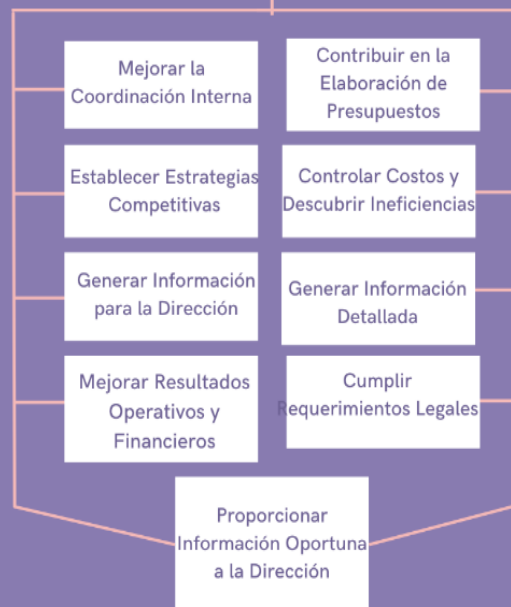 Mejorar la
Coordinación Interna
Contribuir en la
Elaboración de
Presupuestos
Establecer Estrategias
Competitivas
Controlar Costos y
Descubrir Ineficiencias
Generar Información
para la Dirección
Generar Información
Detallada
Mejorar Resultados
Operativos y
Financieros
Cumplir
Requerimientos Legales
Proporcionar
Información Oportuna
a la Dirección